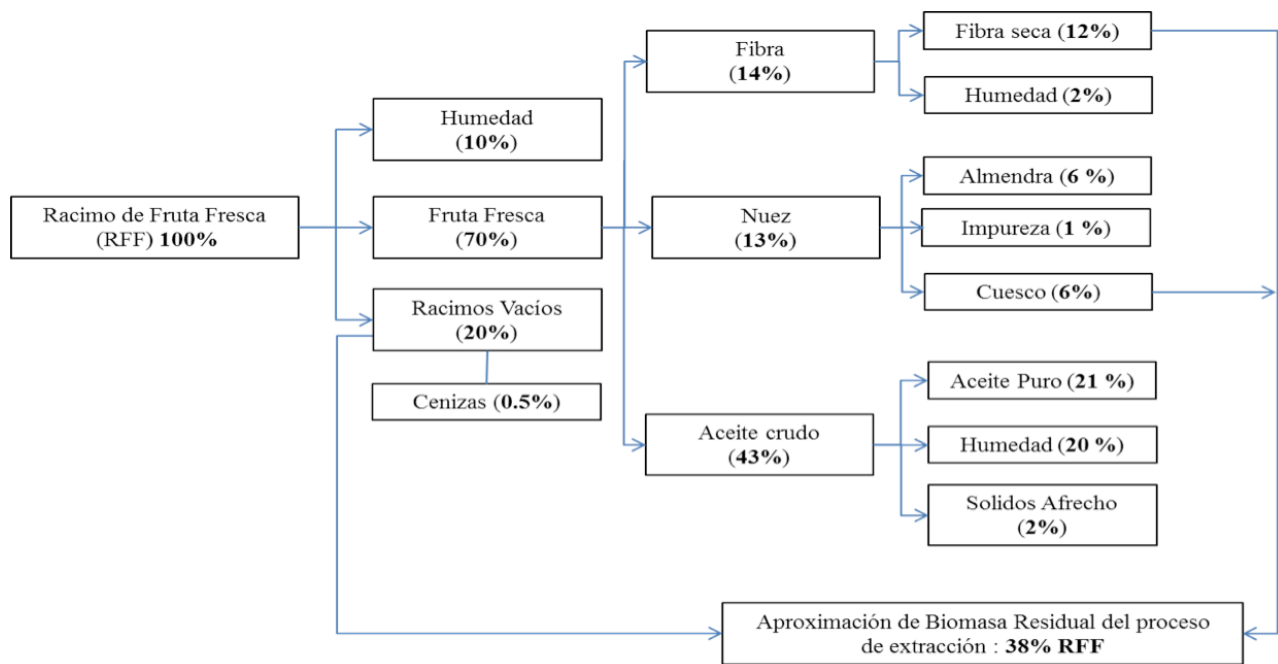 Racimo de Fruta Fresca
(RFF) 100%
Humedad
(10%)
Fruta Fresca
(70%)
Racimos Vacíos
(20%)
Cenizas (0.5%)
Fibra
(14%)
Nuez
(13%)
Aceite crudo
(43%)
Fibra seca (12%)
Humedad (2%)
Almendra (6 %)
Impureza (1 %)
Cuesco (6%)
Aceite Puro (21 %)
Humedad (20 %)
Solidos Afrecho
(2%)
Aproximación de Biomasa Residual del proceso
de extracción : 38% RFF